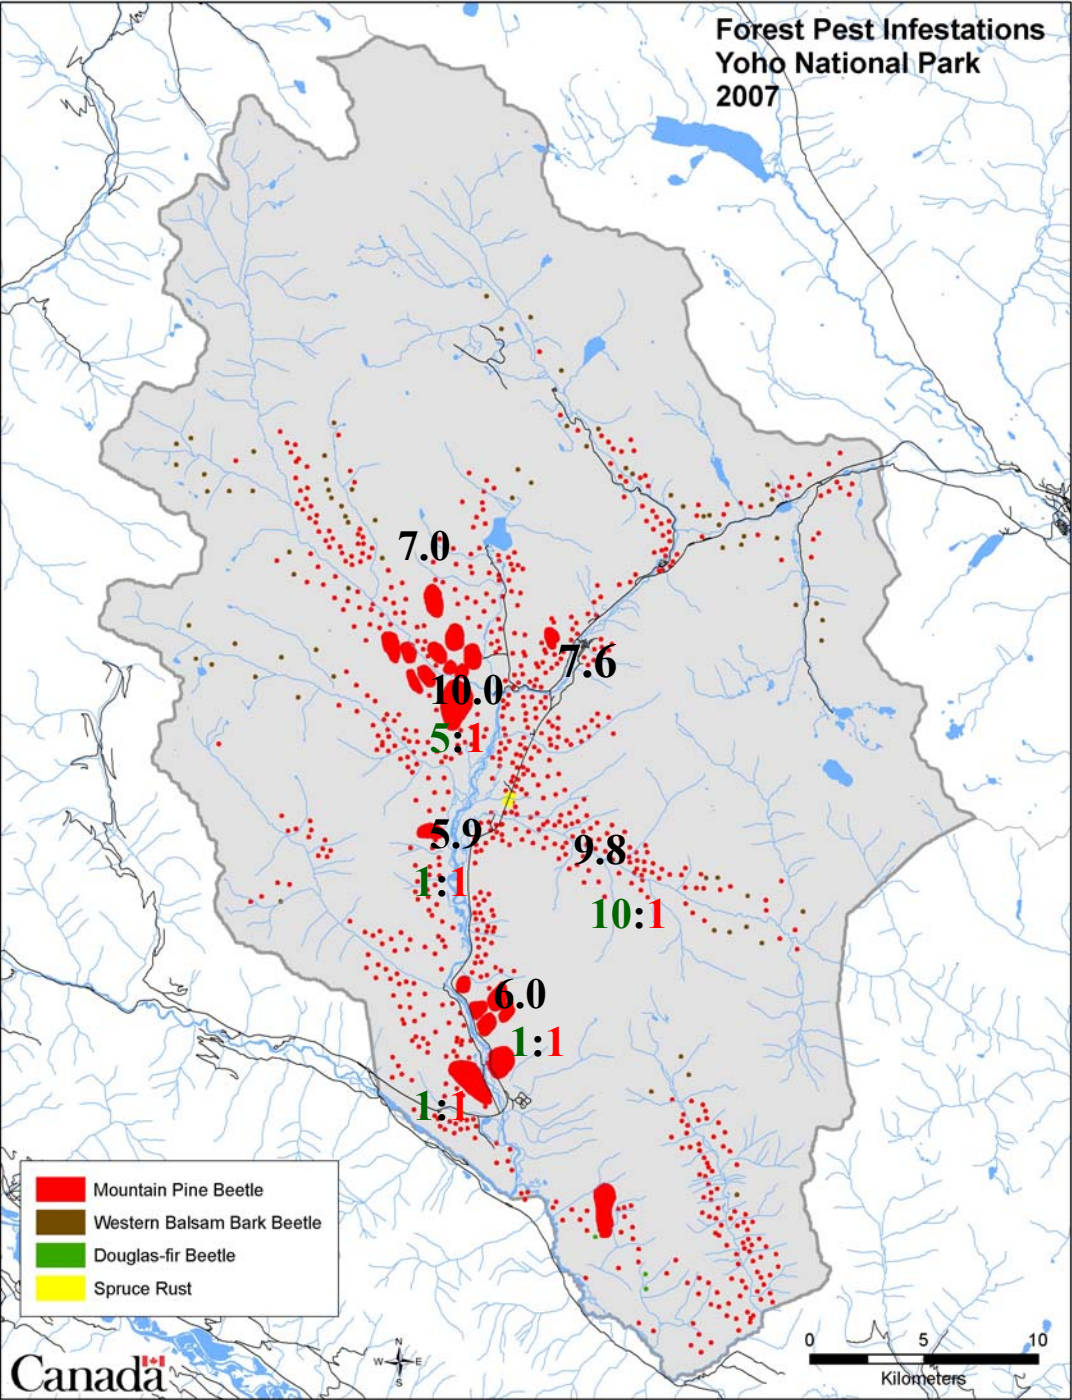 Forest Pest Infestations
Yoho National Park
2007
7.0
7.6
10.0
5:1
5.9
9.8
1:1
10:1
6.0
1:1
1:1
Mountain Pine Beetle
Western Balsam Bark Beetle
Douglas-fir Beetle
Spruce Rust
Canada
N
W E
S
0 5 10
Kilometers